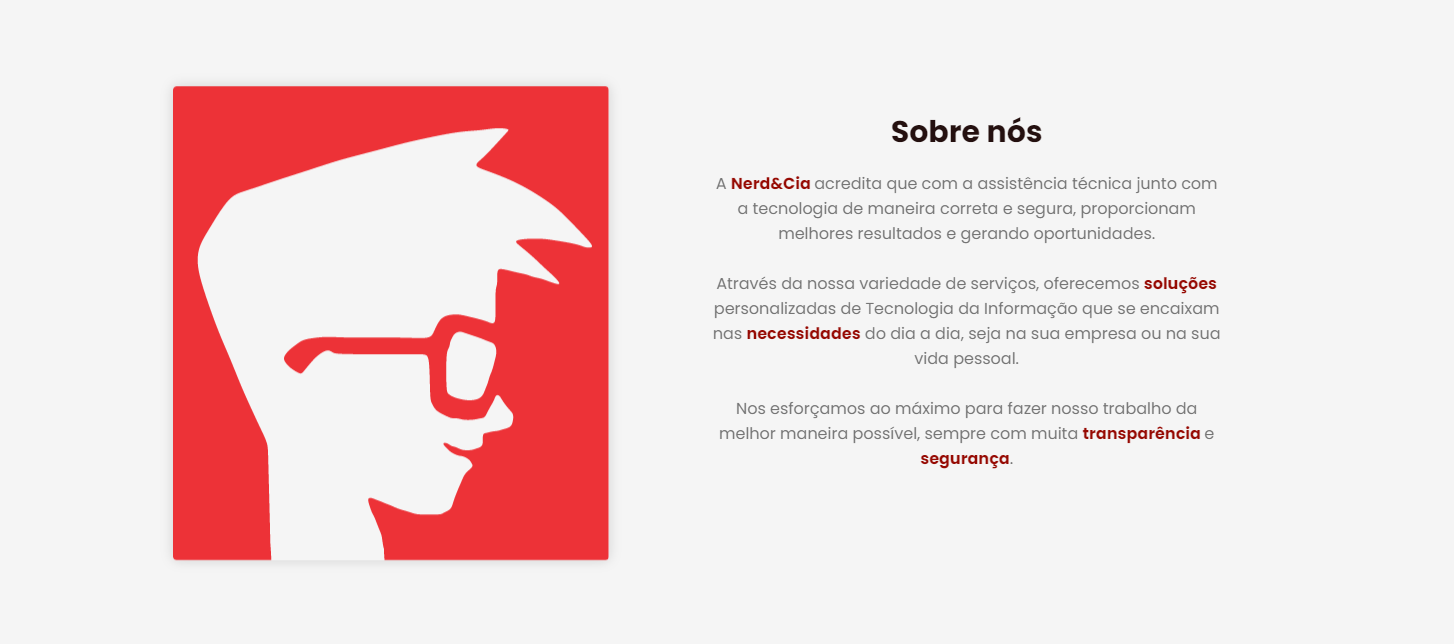 Sobre nós
A Nerd&Cia acredita que com a assistência técnica junto com
a tecnologia de maneira correta e segura, proporcionam
melhores resultados e gerando oportunidades.
Através da nossa variedade de serviços, oferecemos soluções
personalizadas de Tecnologia da Informação que se encaixam
nas necessidades do dia a dia, seja na sua empresa ou na sua
vida pessoal.
Nos esforçamos ao máximo para fazer nosso trabalho da
melhor maneira possível, sempre com muita transparência e
segurança.